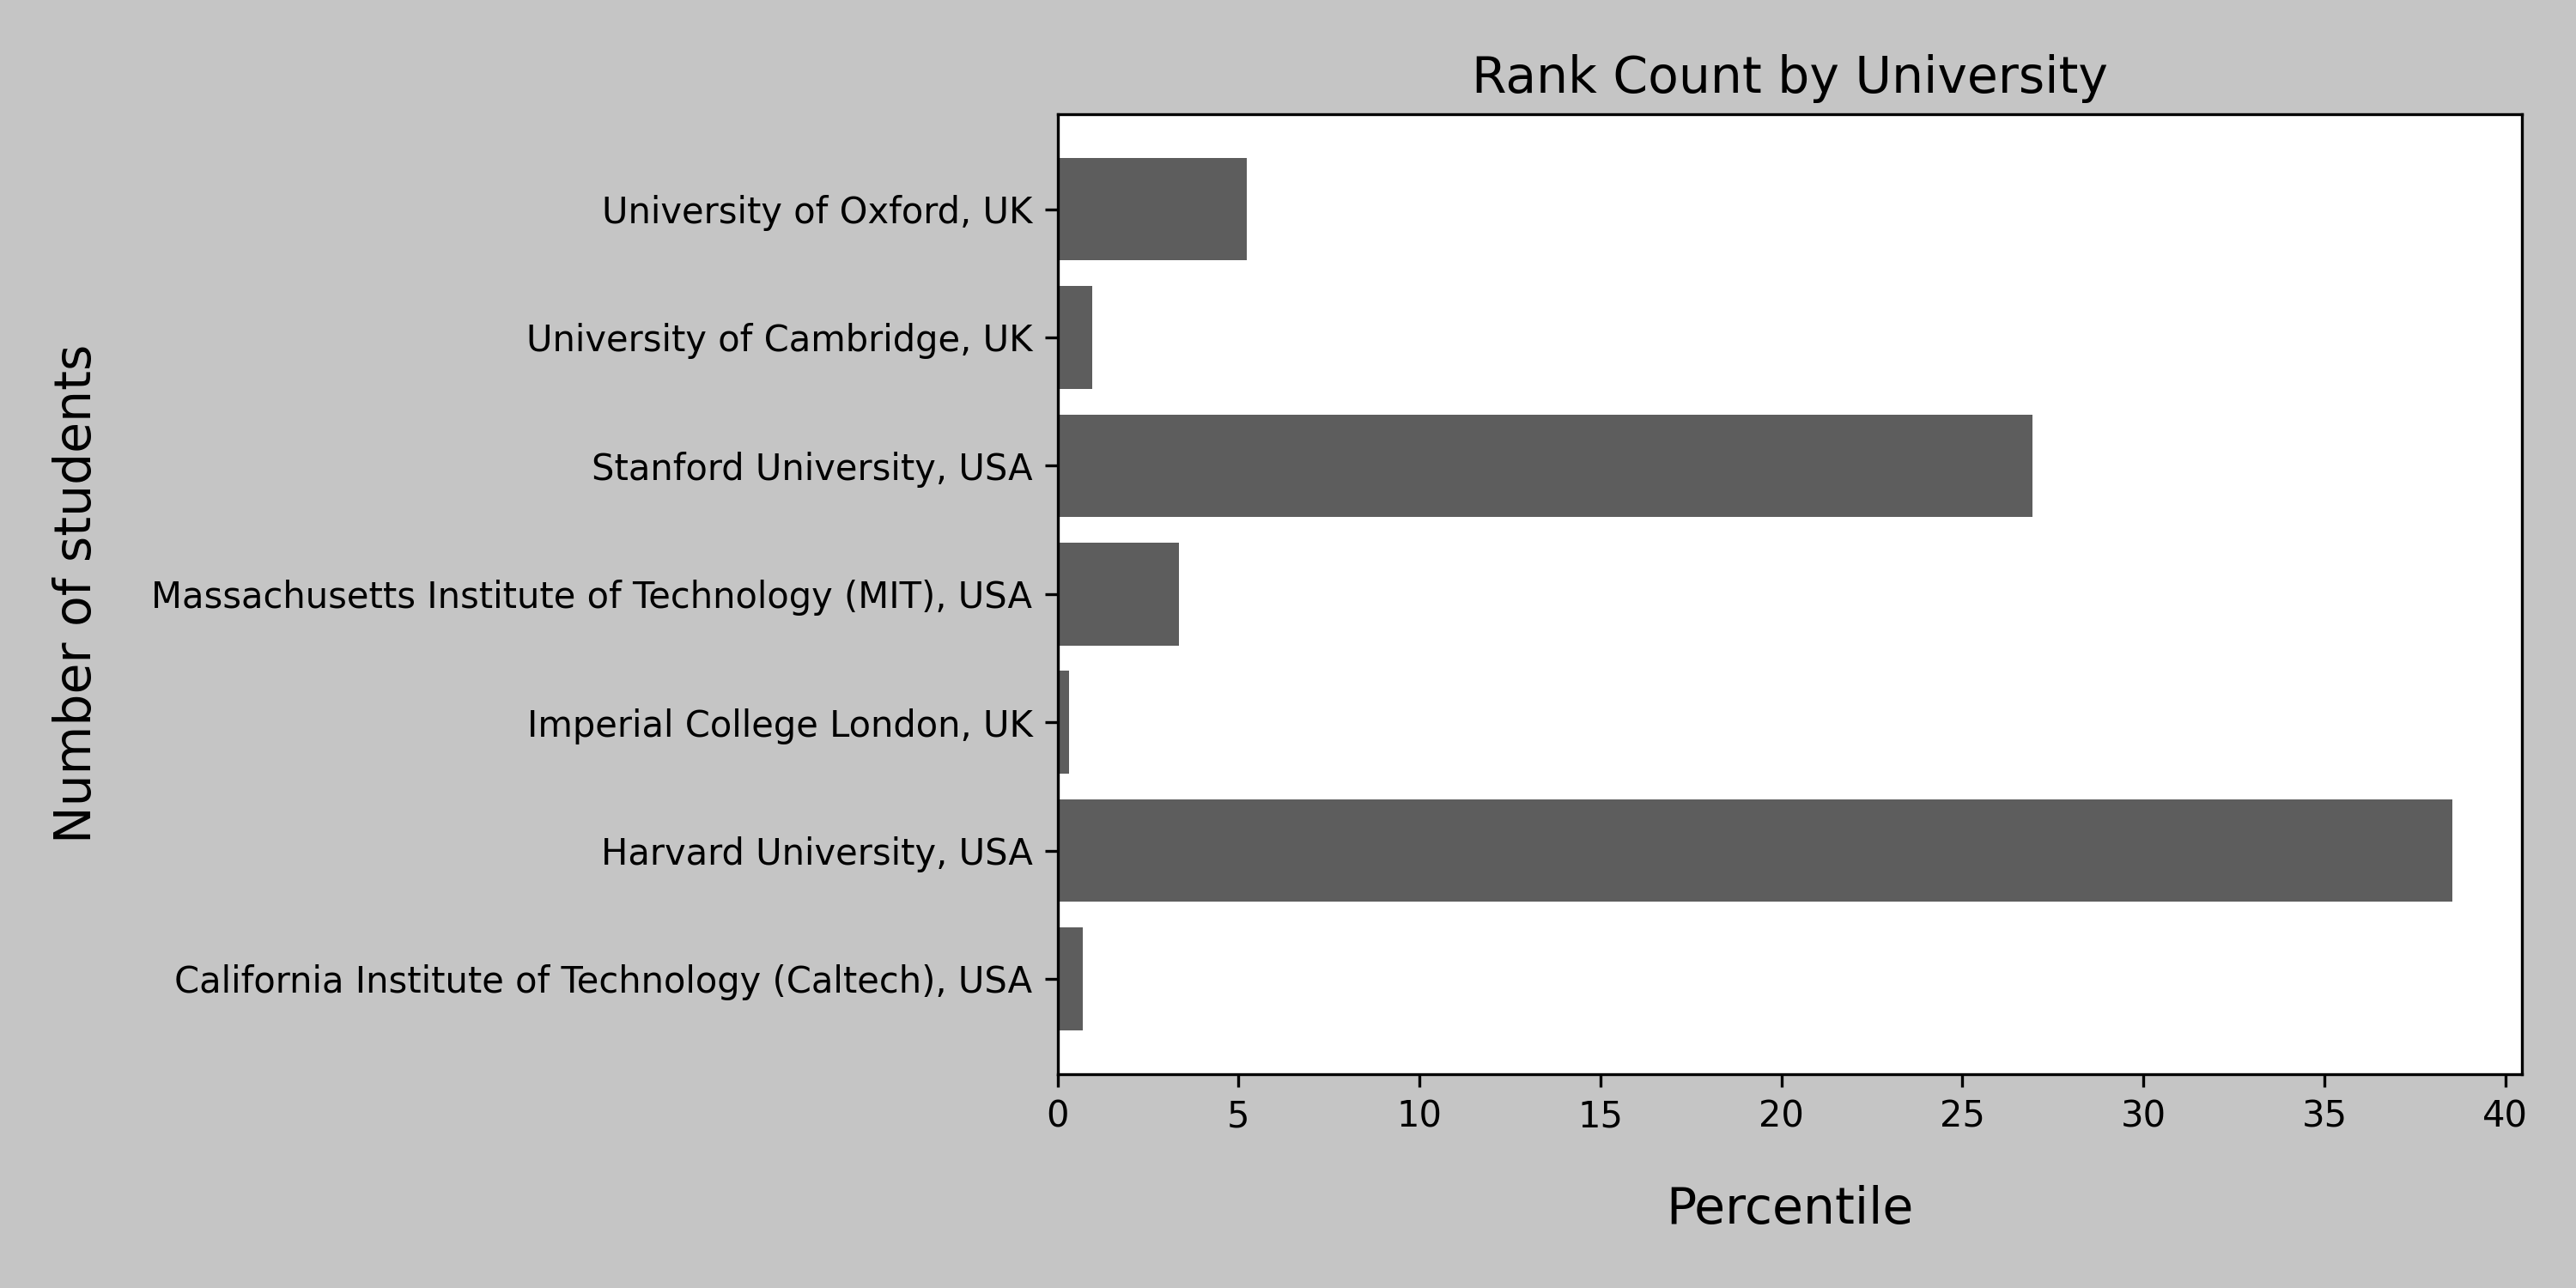 Rank Count by University
Number of students
University of Oxford, UK
University of Cambridge, UK
Stanford University, USA
Massachusetts Institute of Technology (MIT), USA
Imperial College London, UK
Harvard University, USA
California Institute of Technology (Caltech), USA
0 5 10 15 20 25 30 35 40
Percentile